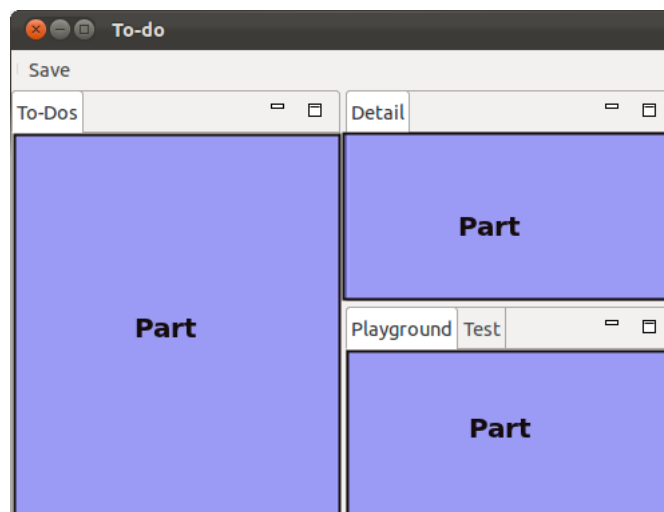 To-do
Save
To-Dos
Detail
Part
Part
Playground Test
Part